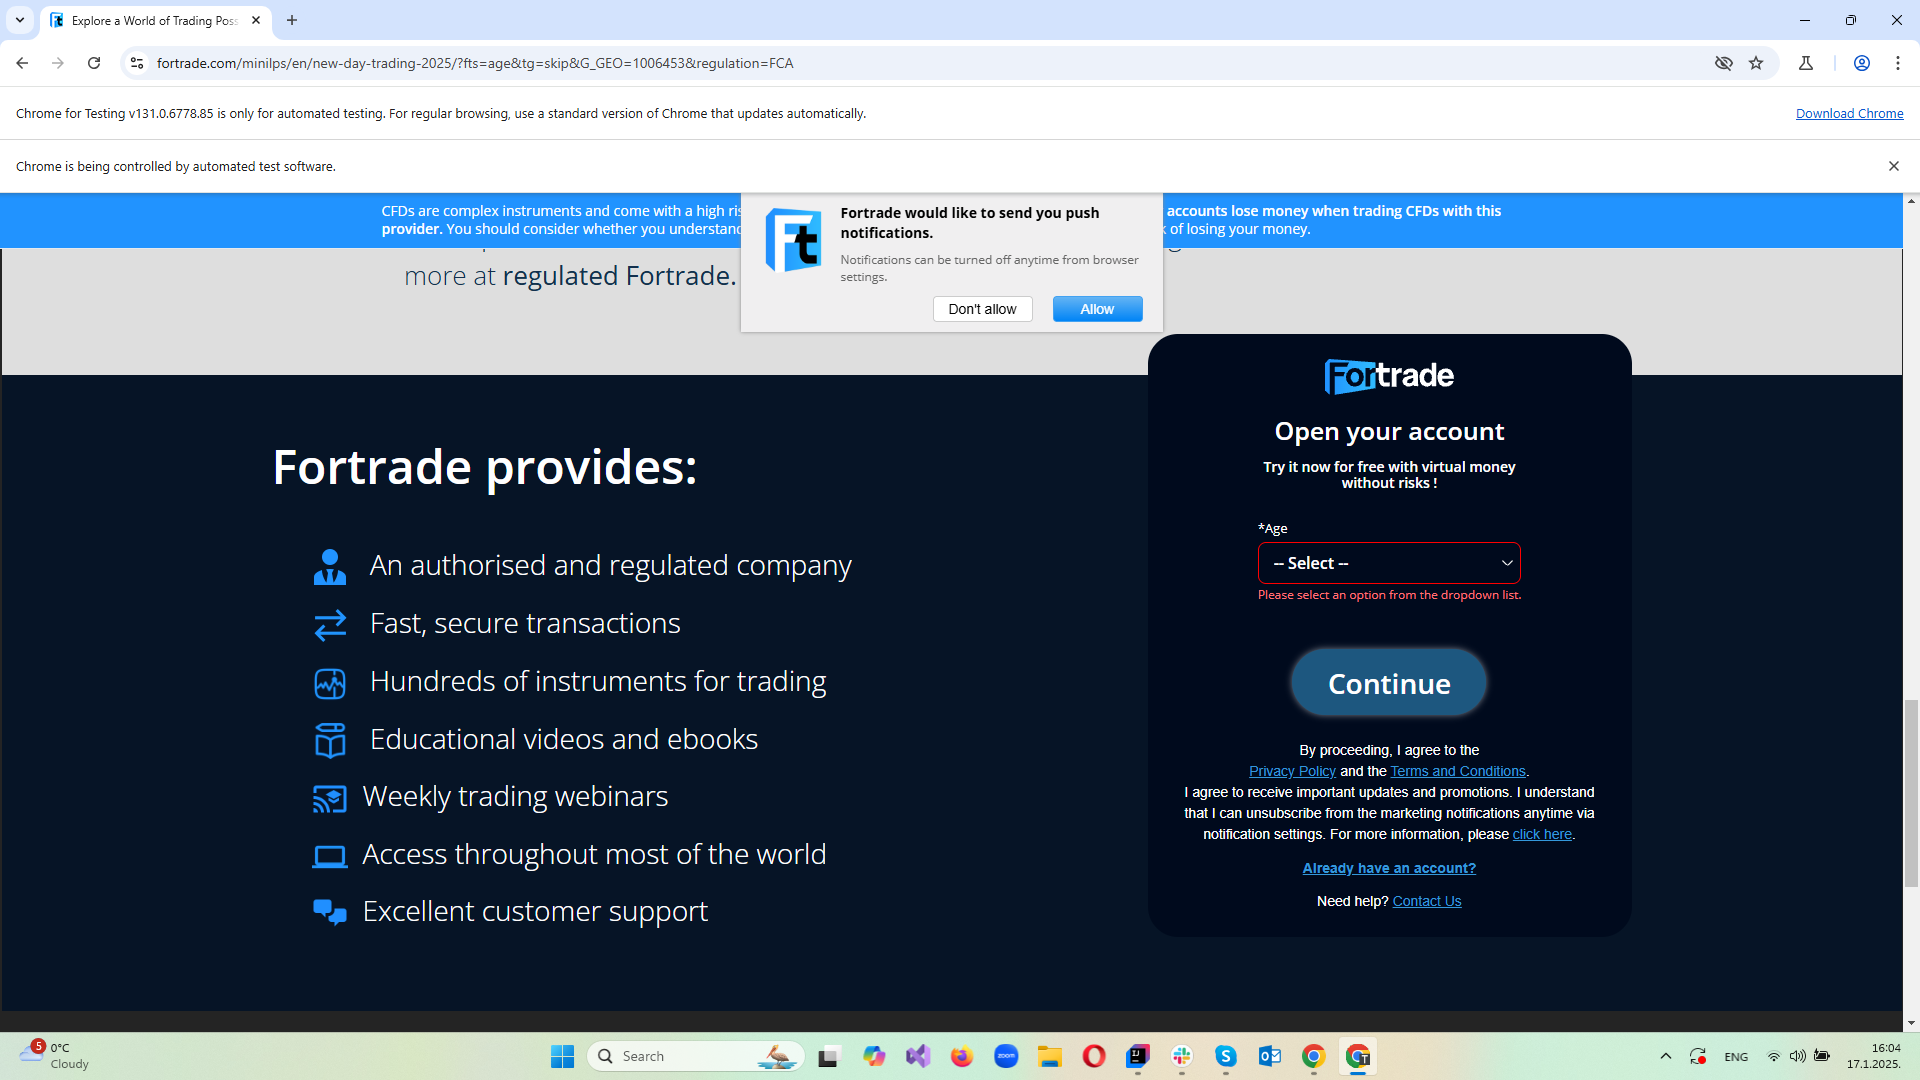 Explore a World of Trading Poss
fortrade.com/minilps/en/new-day-trading-2025/?fts=age&tg=skip&G_GEO=1006453&regulation=FCA
Chrome for Testing v131.0.6778.85 is only for automated testing. For regular browsing, use a standard version of Chrome that updates automatically.
Download Chrome
Chrome is being controlled by automated test software.
CFDs are complex instruments and come with a high ris
accounts lose money when trading CFDs with this
provider. You should consider whether you understand
of losing your money.
Fortrade would like to send you push
notifications.
Notifications can be turned off anytime from browser
settings.
Don't allow
Allow
more at regulated Fortrade.
Fortrade provides:
An authorised and regulated company
Fast, secure transactions
Hundreds of instruments for trading
Educational videos and ebooks
Weekly trading webinars
Access throughout most of the world
Excellent customer support
Fortrade
Open your account
Try it now for free with virtual money
without risks !
*Age
-- Select --
Please select an option from the dropdown list.
Continue
By proceeding, I agree to the
Privacy Policy and the Terms and Conditions.
I agree to receive important updates and promotions. I understand
that I can unsubscribe from the marketing notifications anytime via
notification settings. For more information, please click here.
Already have an account?
Need help? Contact Us
5
0°C
Cloudy
Search
zoom
ENG
16:04
17.1.2025.